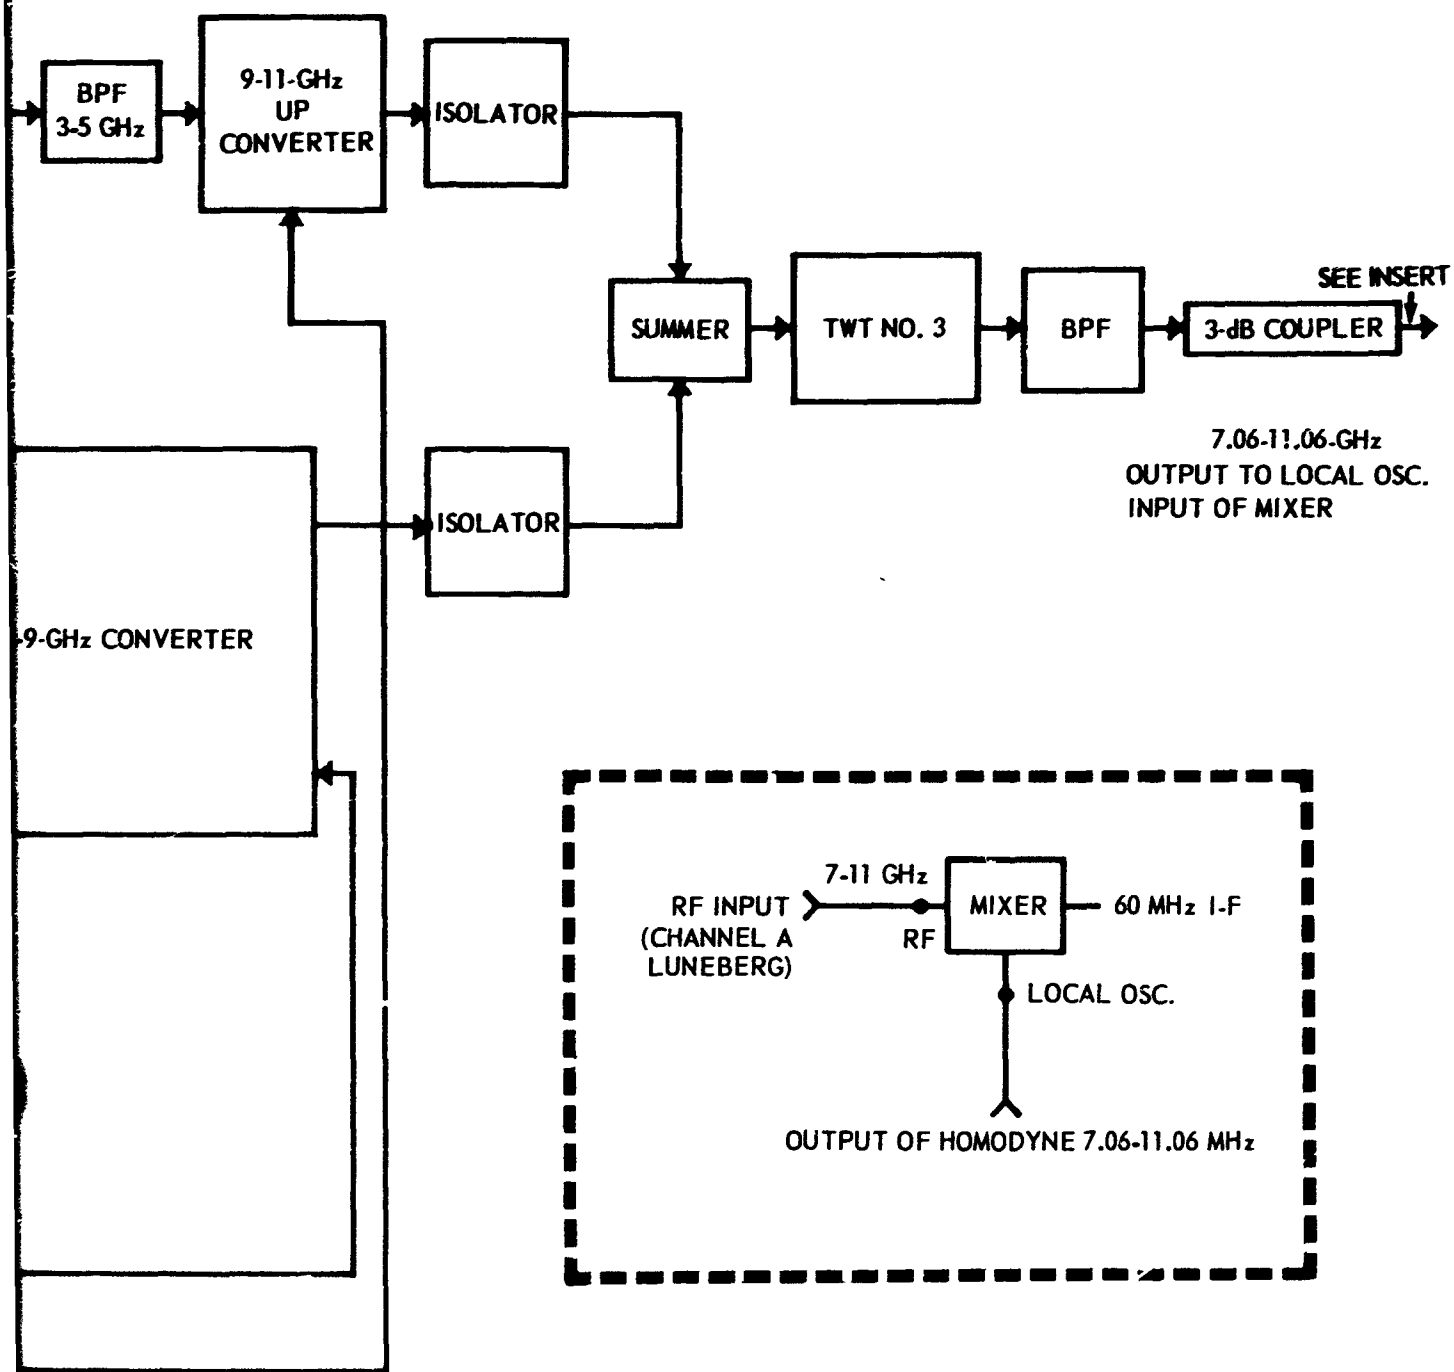 BPF
3-5 GHz
9-11-GHz
UP
CONVERTER
ISOLATOR
SUMMER
TWT NO. 3
BPF
3-dB COUPLER
SEE INSERT
7.06-11.06-GHz
OUTPUT TO LOCAL OSC.
INPUT OF MIXER
ISOLATOR
-9-GHz CONVERTER
7-11 GHz
RF INPUT
(CHANNEL A
LUNEBERG)
RF
MIXER
60 MHz I-F
LOCAL OSC.
OUTPUT OF HOMODYNE 7.06-11.06 MHz